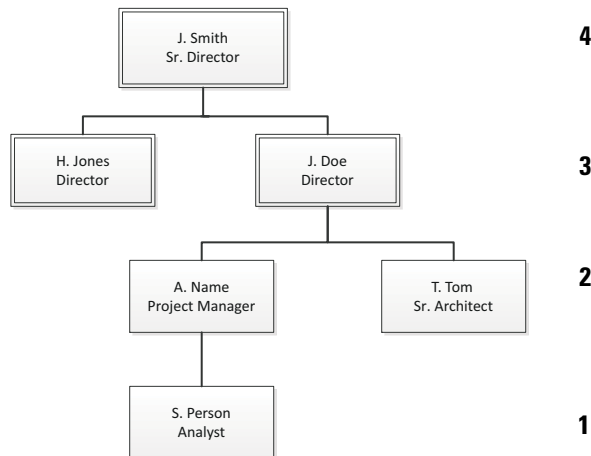 J. Smith
Sr. Director
4
H. Jones
Director
J. Doe
Director
3
A. Name
Project Manager
T. Tom
Sr. Architect
2
S. Person
Analyst
1